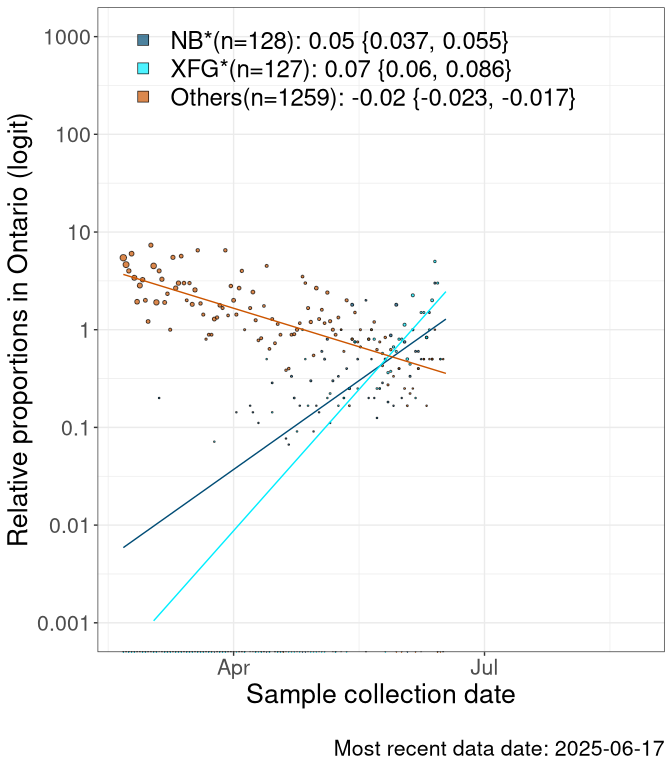 NB*(n=128): 0.05 {0.037, 0.055}
XFG*(n=127): 0.07 {0.06, 0.086}
Others(n=1259): -0.02 {-0.023, -0.017}
Relative proportions in Ontario (logit)
1000
100
10
1
0.1
0.01
0.001
Apr
Jul
Sample collection date
Most recent data date: 2025-06-17